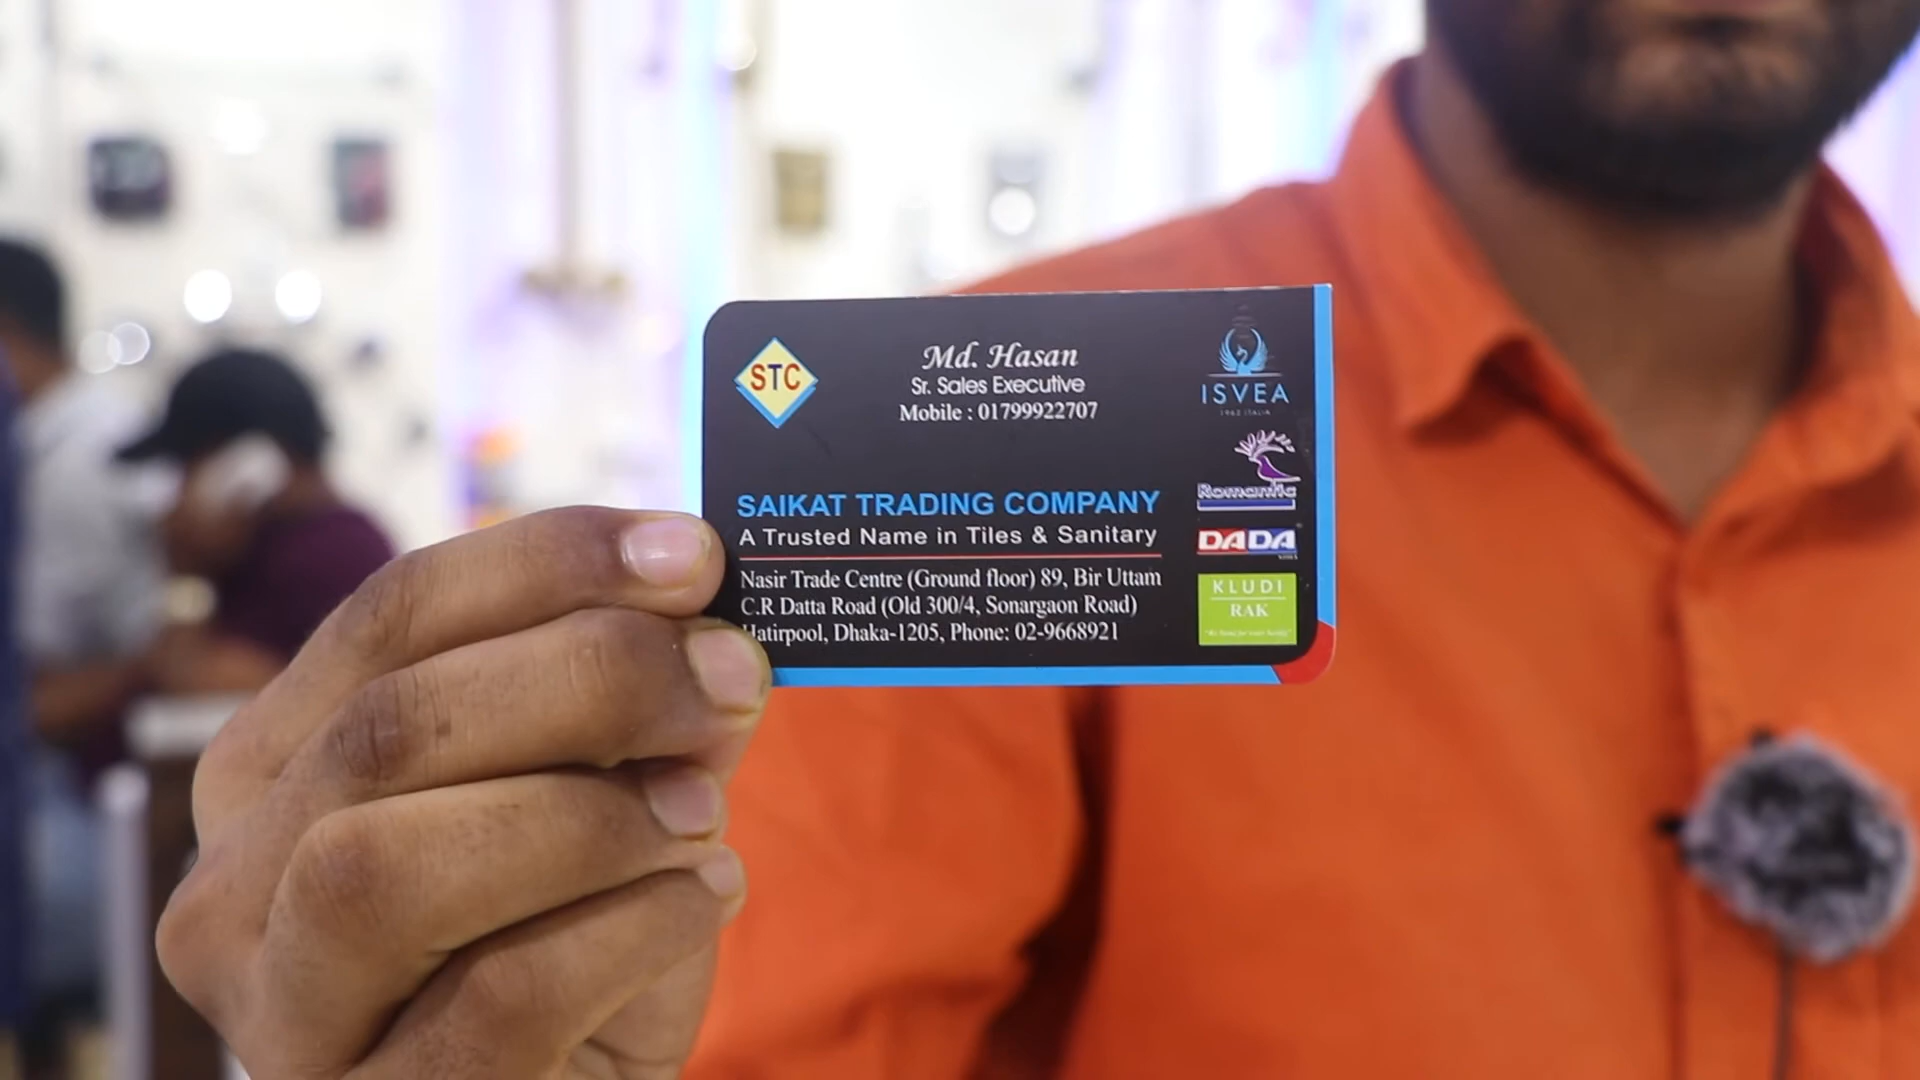 STC
Md. Hasan
Sr. Sales Executive
Mobile : 01799922707
SAIKAT TRADING COMPANY
A Trusted Name in Tiles & Sanitary
Nasir Trade Centre (Ground floor) 89, Bir Uttam
C.R Datta Road (Old 300/4, Sonargaon Road)
Hatirpool, Dhaka-1205, Phone: 02-9668921
ISVEA
1962 ITALIA
Romantic
DADA
KLUDI
RAK